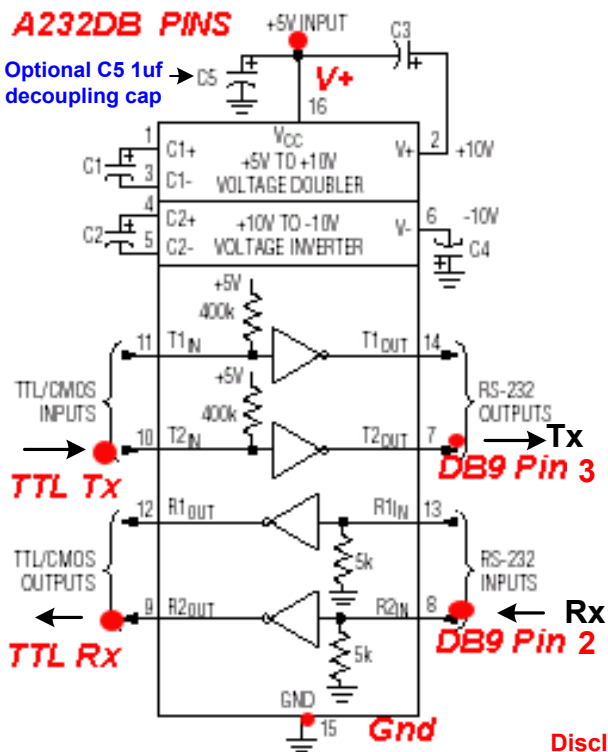 A232DB PINS
+5V INPUT
C3
Optional C5 1uf
decoupling cap
C5
V+
16
1
C1+
VCC
+5V TO +10V
VOLTAGE DOUBLER
V+
2
+10V
C1
3
C1-
4
C2+
+10V TO -10V
VOLTAGE INVERTER
V-
6
-10V
C2
5
C2-
C4
+5V
400k
11
T1IN
T1OUT
14
TTL/CMOS
INPUTS
+5V
400k
RS-232
OUTPUTS
10
T2IN
T2OUT
7
Tx
TTL Tx
DB9 Pin 3
12
R1OUT
R1IN
13
5k
TTL/CMOS
OUTPUTS
RS-232
INPUTS
9
R2OUT
R2IN
8
Rx
TTL Rx
5k
DB9 Pin 2
GND
15
Gnd
Discl